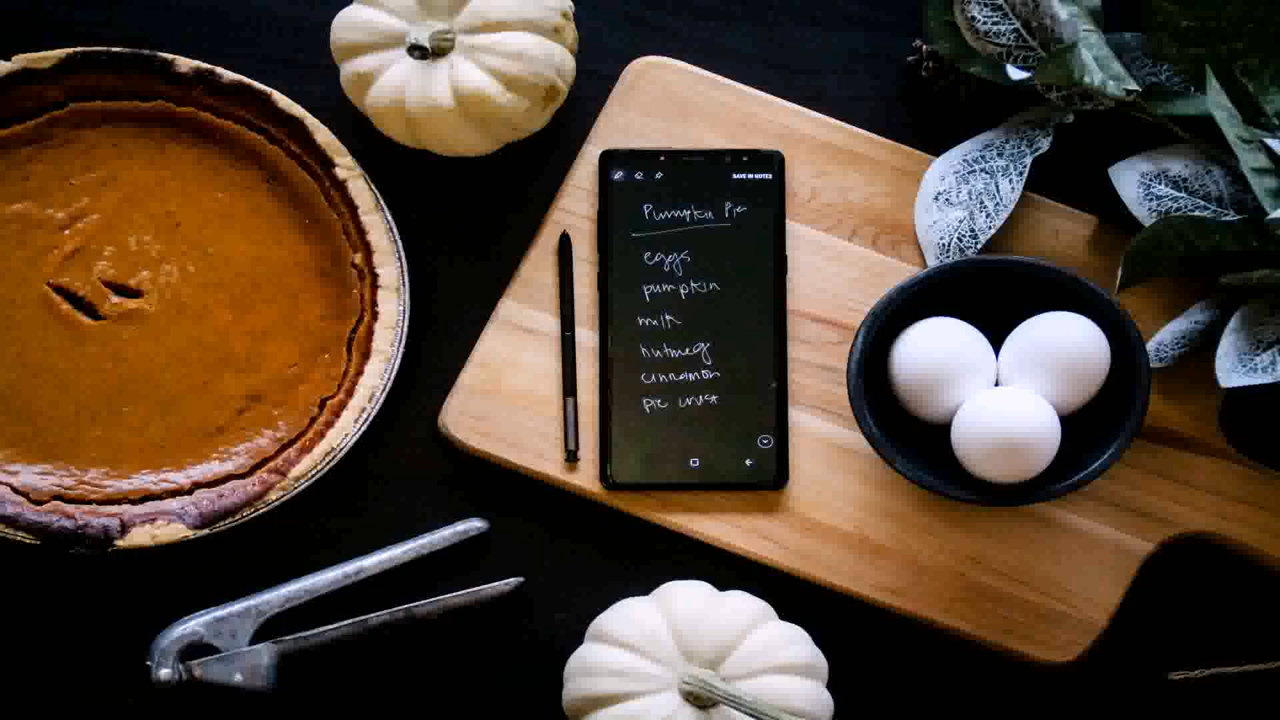 SAVE IN NOTES
Pumpkin Pie
eggs
pumpkin
milk
nutmeg
cinnamon
pie crust